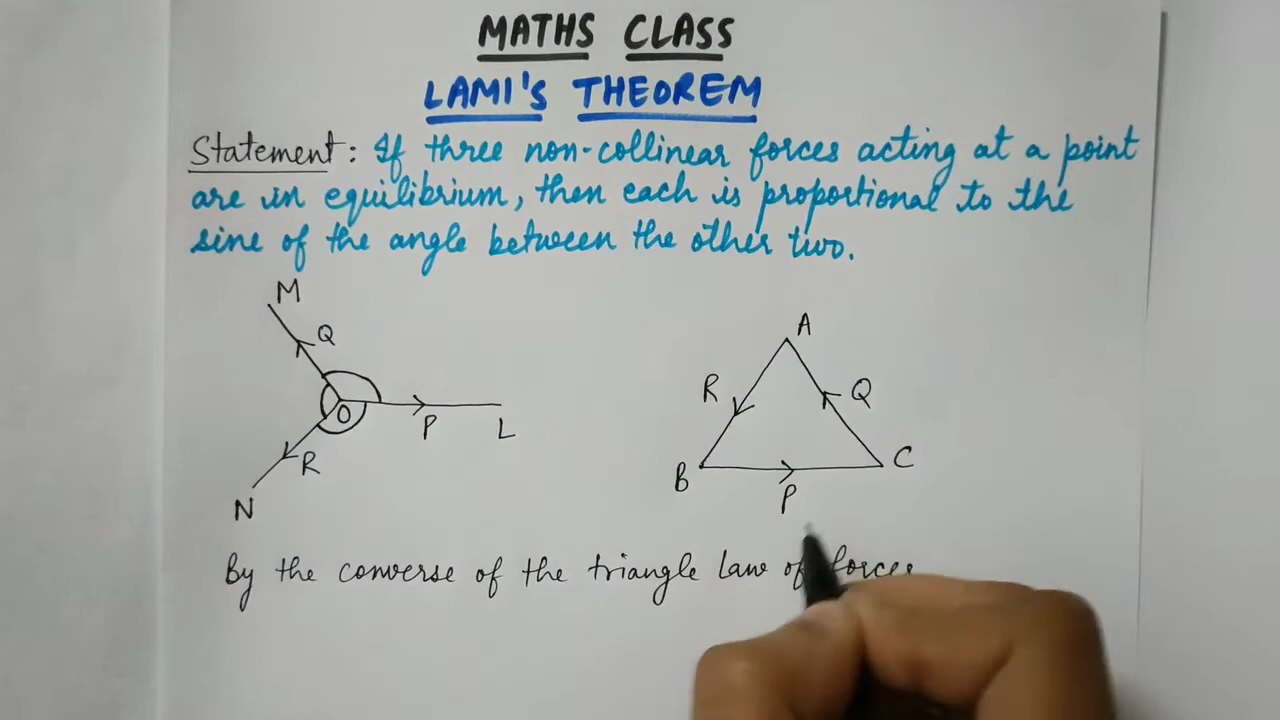 MATHS CLASS
LAMI's THEOREM
Statement: If three non-collinear forces acting at a point
are in equilibrium, then each is proportional to the
sine of the angle between the other two.
M
Q
O
P
L
R
N
A
R
Q
B
C
P
By the converse of the triangle law of forces